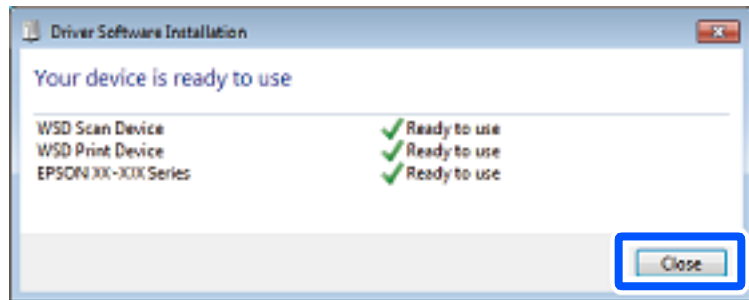 Driver Software Installation
Your device is ready to use
WSD Scan Device Ready to use
WSD Print Device Ready to use
EPSON XX-XXX Series Ready to use
Close